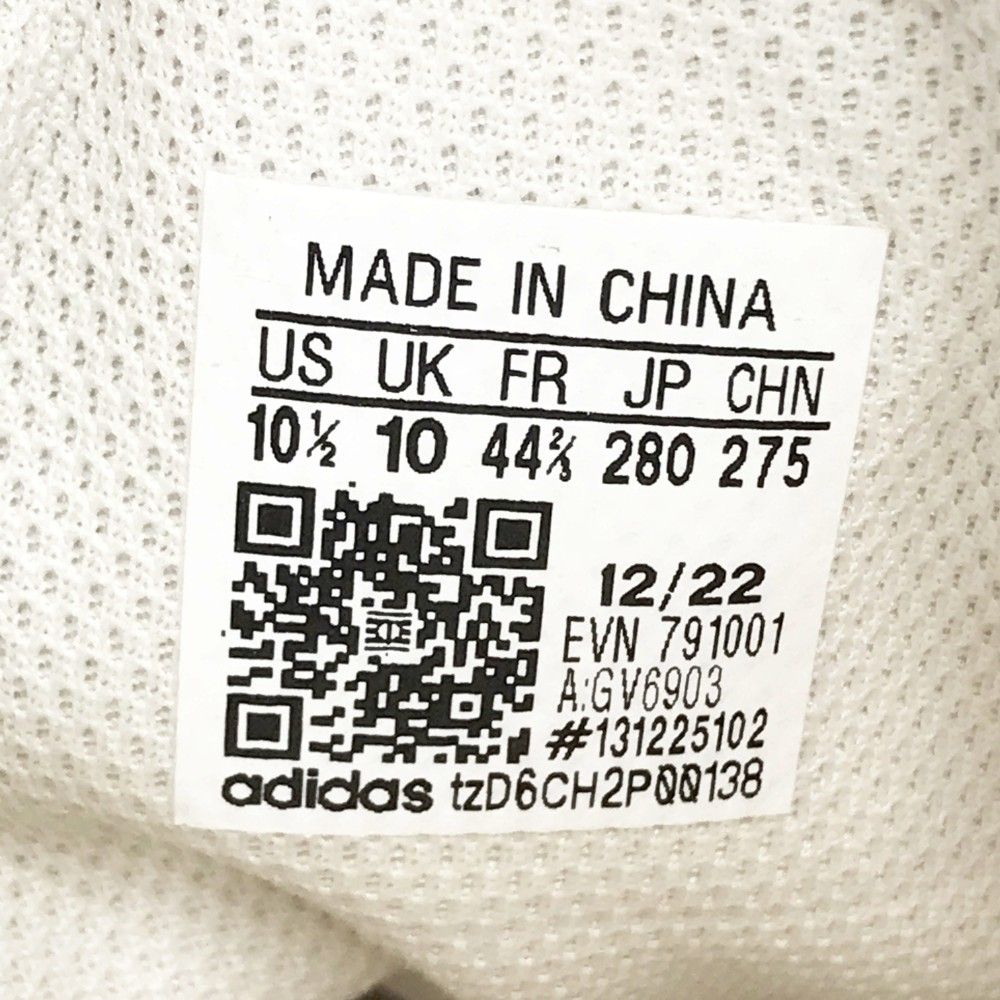 MADE IN CHINA
US UK FR JP CHN
10½ 10 44⅔ 280 275
12/22
EVN 791001
A:GV6903
#131225102
adidas tzD6CH2P00138